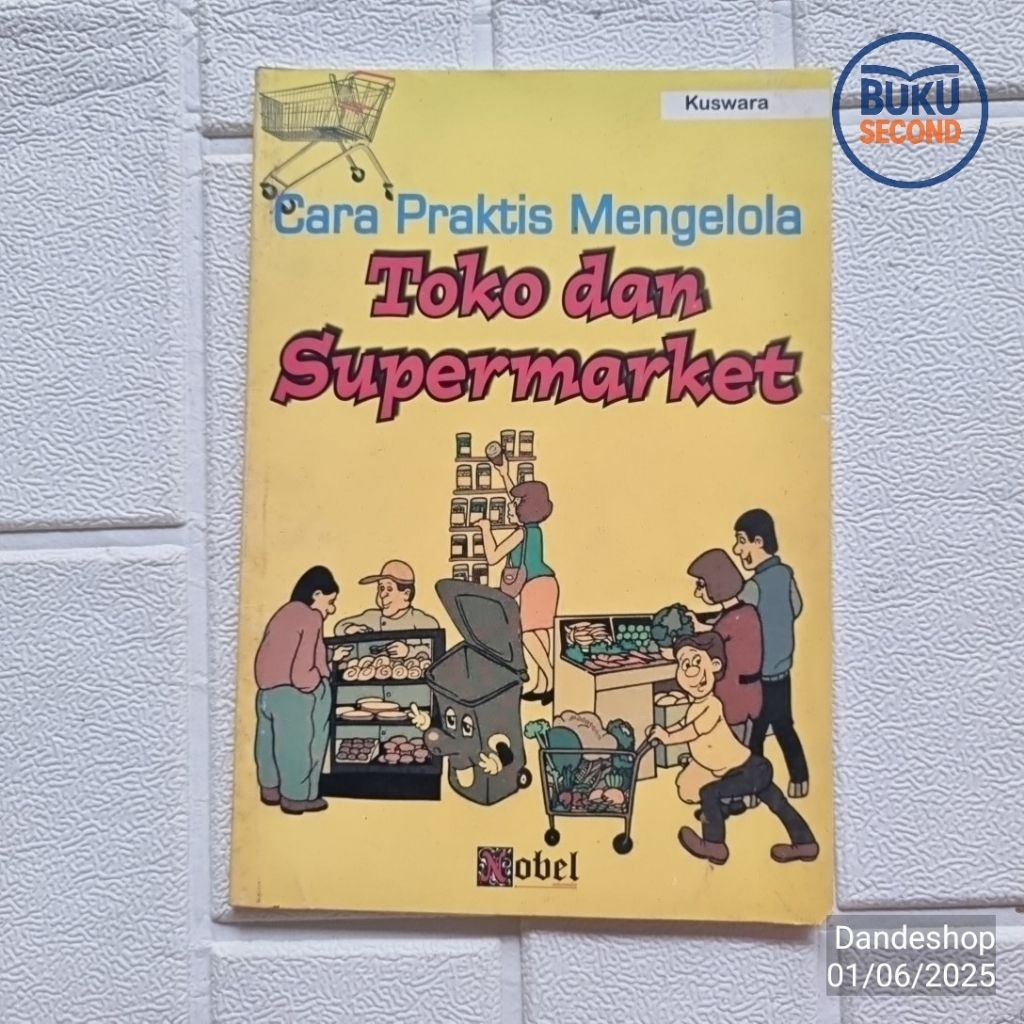 Kuswara
BUKU
SECOND
Cara Praktis Mengelola
Toko dan
Supermarket
Nobel
Dandeshop
01/06/2025